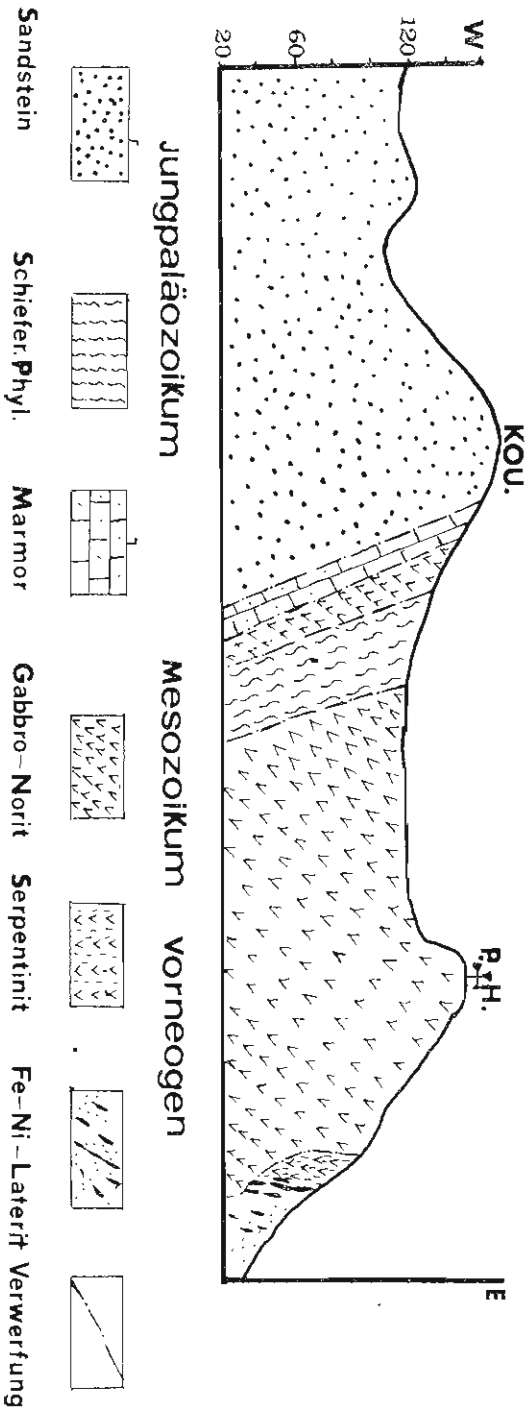 W
E
120
60
20
KOU.
P. H.
Jungpaläozoikum Mesozoikum Vorneogen
Sandstein Schiefer.Phyl. Marmor Gabbro–Norit Serpentinit Fe–Ni–Laterit Verwerfung